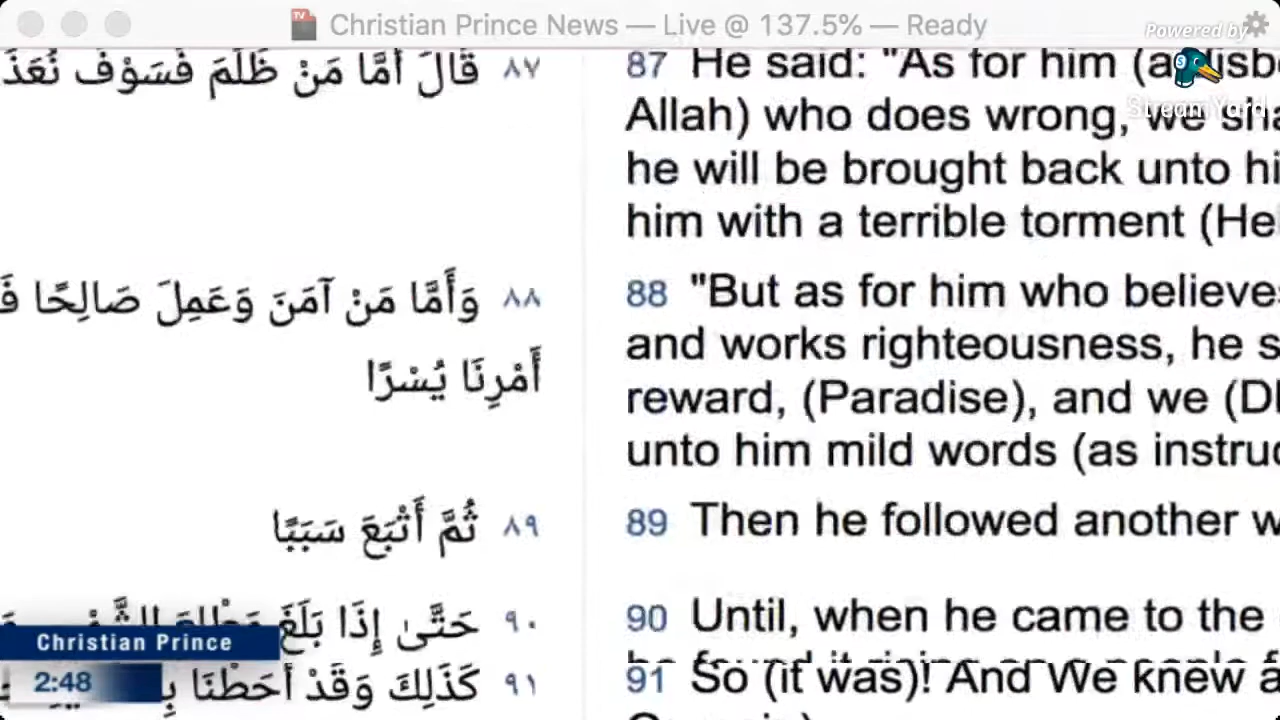 Christian Prince News — Live @ 137.5% — Ready
Powered by
StreamYard
٨٧ قَالَ أَمَّا مَنْ ظَلَمَ فَسَوْفَ
87 He said: "As for him (a
Allah) who does wrong, we
he will be brought back unto
him with a terrible torment
٨٨ وَأَمَّا مَنْ آمَنَ وَعَمِلَ صَالِحًا
أَمْرِنَا يُسْرًا
88 "But as for him who believes
and works righteousness, he
reward, (Paradise), and we
unto him mild words (as
٨٩ ثُمَّ أَتْبَعَ سَبَبًا
89 Then he followed another
٩٠ حَتَّىٰ إِذَا بَلَغَ
90 Until, when he came to the
٩١ كَذَلِكَ وَقَدْ أَحَطْنَا
91 So (it was)! And We knew
Christian Prince
2:48